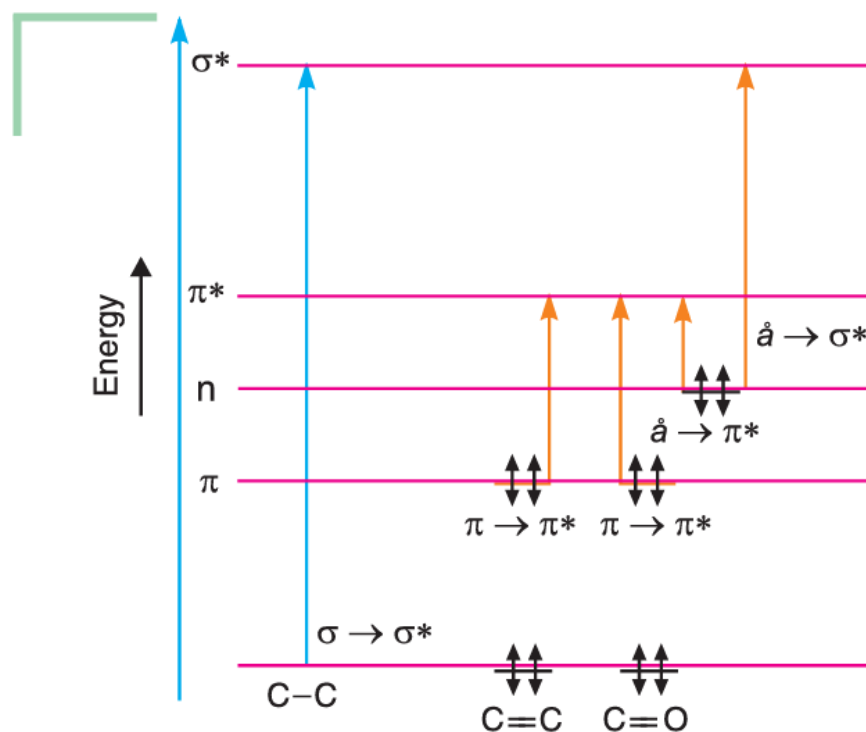 σ*
π*
å → σ*
Energy
n
å → π*
π
π → π* π → π*
σ → σ*
C–C
C=C C=O